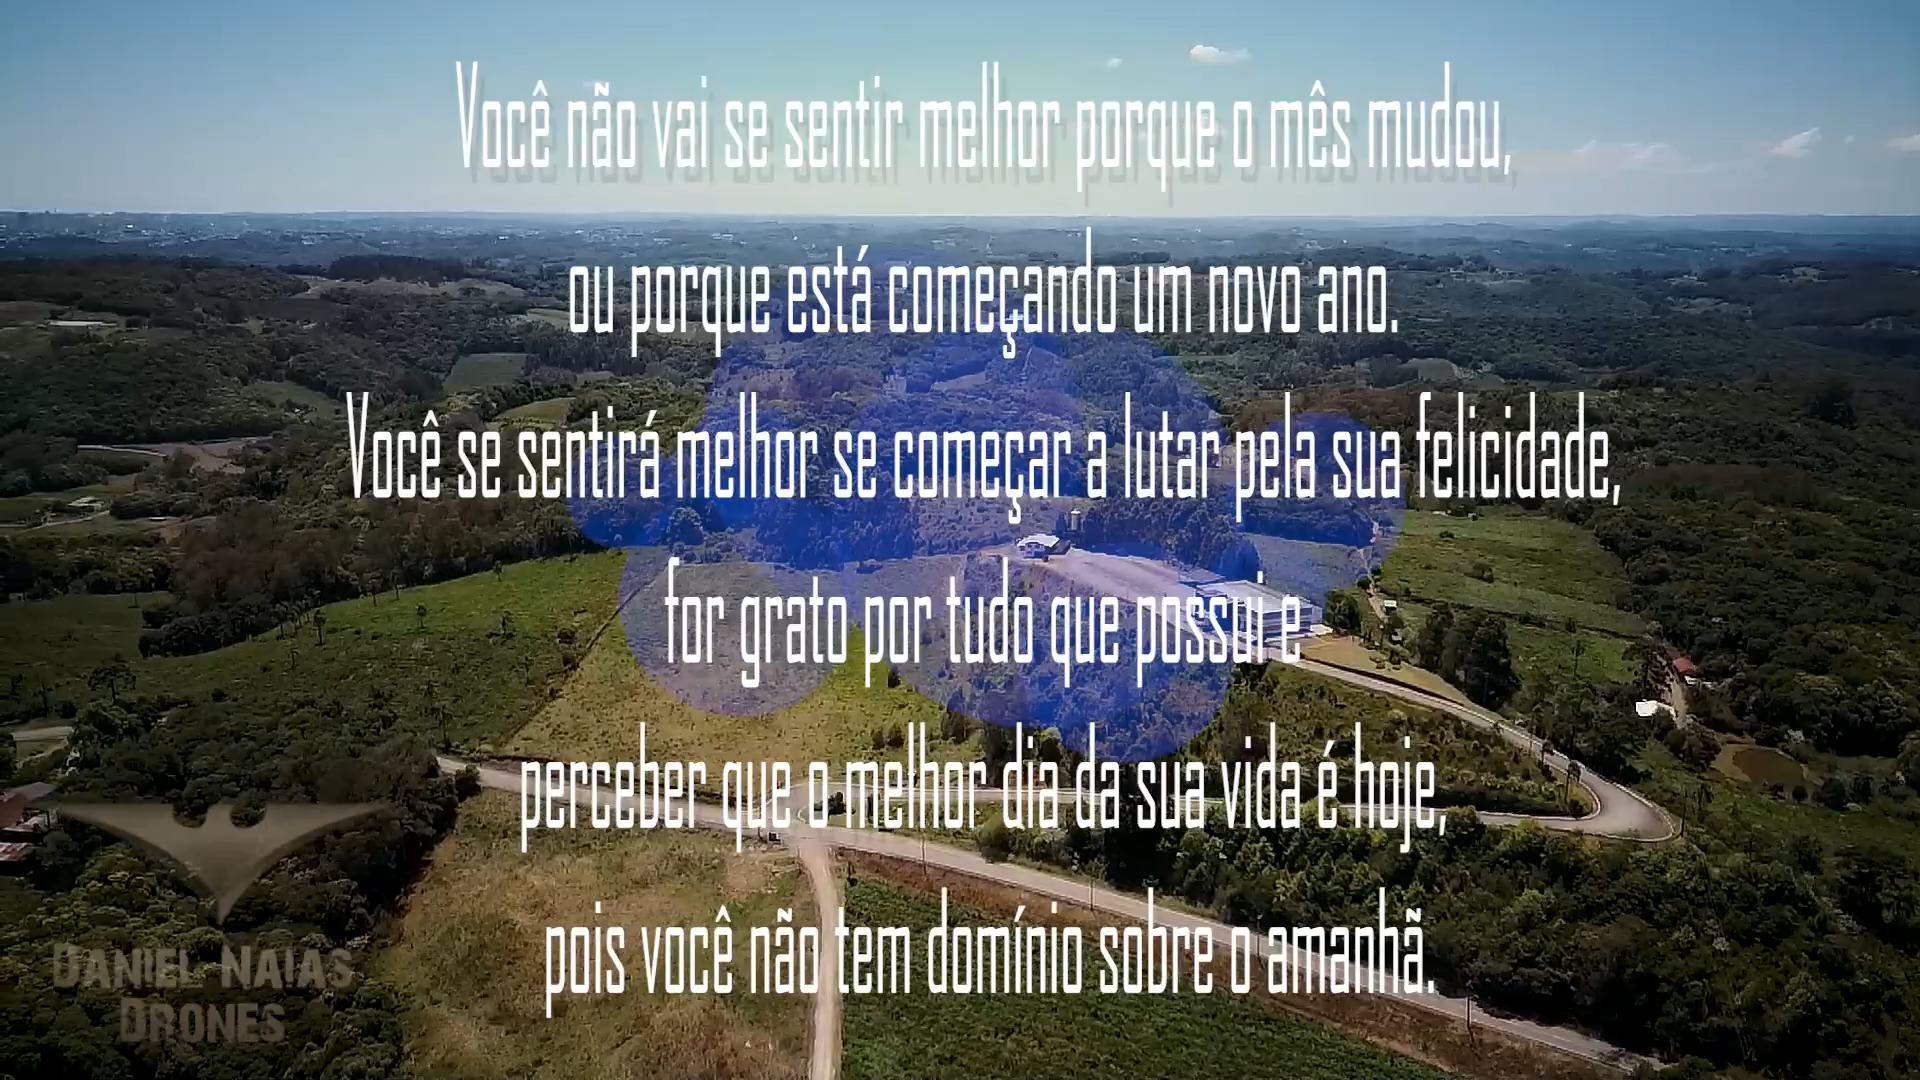 Você não vai se sentir melhor porque o mês mudou,
ou porque está começando um novo ano.
Você se sentirá melhor se começar a lutar pela sua felicidade,
for grato por tudo que possui e
perceber que o melhor dia da sua vida é hoje,
pois você não tem domínio sobre o amanhã.
DANIEL NAIAS
DRONES